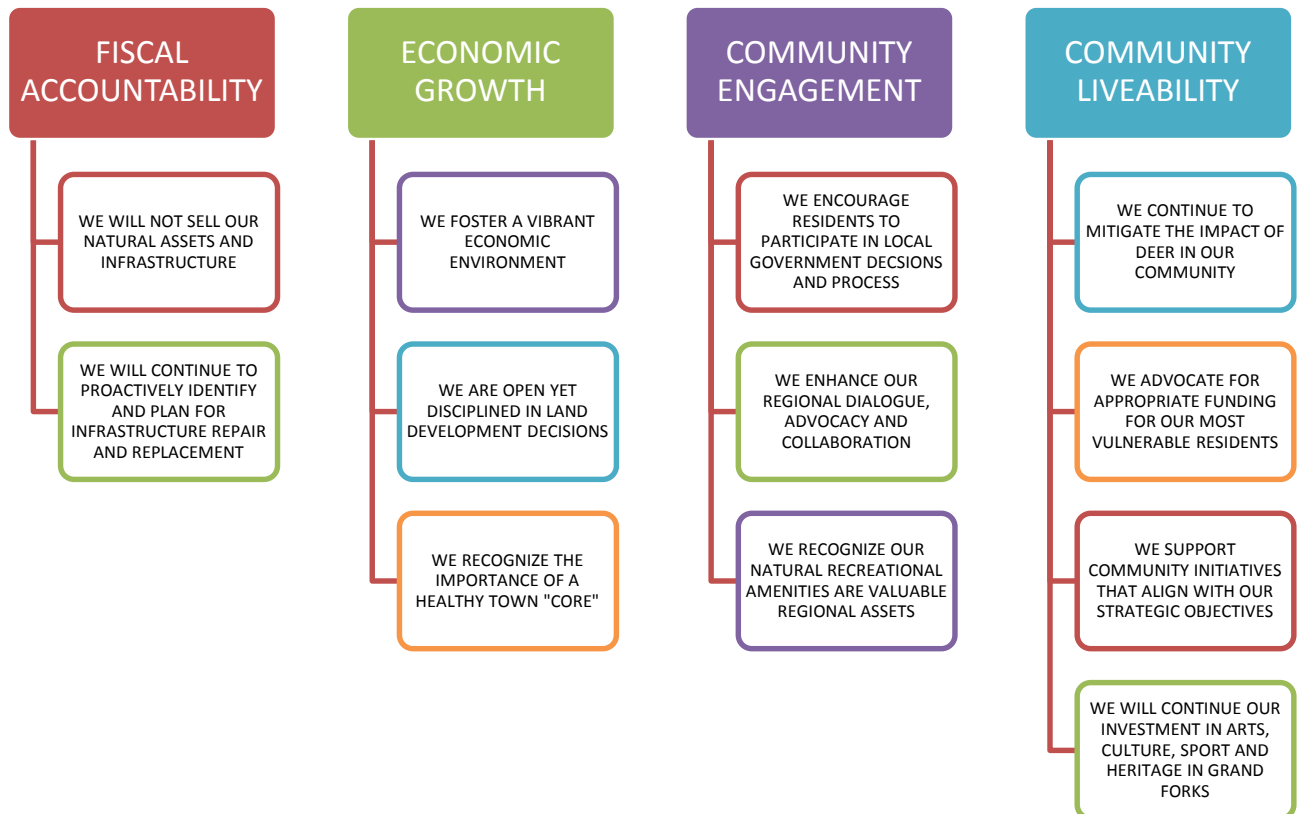 FISCAL
ACCOUNTABILITY
WE WILL NOT SELL OUR
NATURAL ASSETS AND
INFRASTRUCTURE
WE WILL CONTINUE TO
PROACTIVELY IDENTIFY
AND PLAN FOR
INFRASTRUCTURE REPAIR
AND REPLACEMENT
ECONOMIC
GROWTH
WE FOSTER A VIBRANT
ECONOMIC
ENVIRONMENT
WE ARE OPEN YET
DISCIPLINED IN LAND
DEVELOPMENT DECISIONS
WE RECOGNIZE THE
IMPORTANCE OF A
HEALTHY TOWN "CORE"
COMMUNITY
ENGAGEMENT
WE ENCOURAGE
RESIDENTS TO
PARTICIPATE IN LOCAL
GOVERNMENT DECSIONS
AND PROCESS
WE ENHANCE OUR
REGIONAL DIALOGUE,
ADVOCACY AND
COLLABORATION
WE RECOGNIZE OUR
NATURAL RECREATIONAL
AMENITIES ARE VALUABLE
REGIONAL ASSETS
COMMUNITY
LIVEABILITY
WE CONTINUE TO
MITIGATE THE IMPACT OF
DEER IN OUR
COMMUNITY
WE ADVOCATE FOR
APPROPRIATE FUNDING
FOR OUR MOST
VULNERABLE RESIDENTS
WE SUPPORT
COMMUNITY INITIATIVES
THAT ALIGN WITH OUR
STRATEGIC OBJECTIVES
WE WILL CONTINUE OUR
INVESTMENT IN ARTS,
CULTURE, SPORT AND
HERITAGE IN GRAND
FORKS